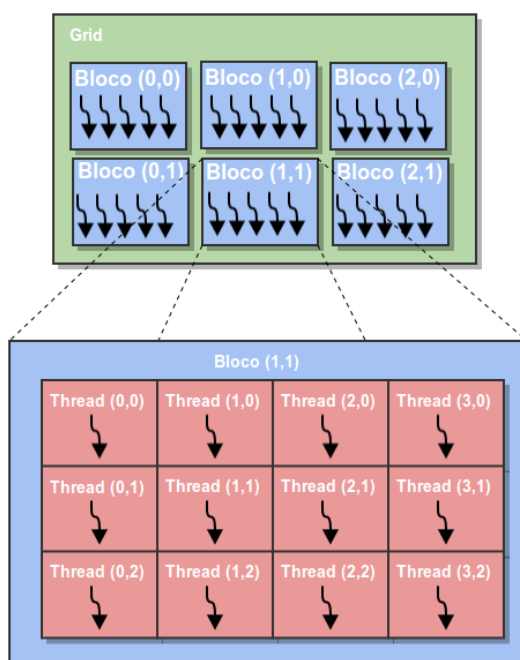 Grid
Bloco (0,0) Bloco (1,0) Bloco (2,0)
Bloco (0,1) Bloco (1,1) Bloco (2,1)
Bloco (1,1)
Thread (0,0) Thread (1,0) Thread (2,0) Thread (3,0)
Thread (0,1) Thread (1,1) Thread (2,1) Thread (3,1)
Thread (0,2) Thread (1,2) Thread (2,2) Thread (3,2)